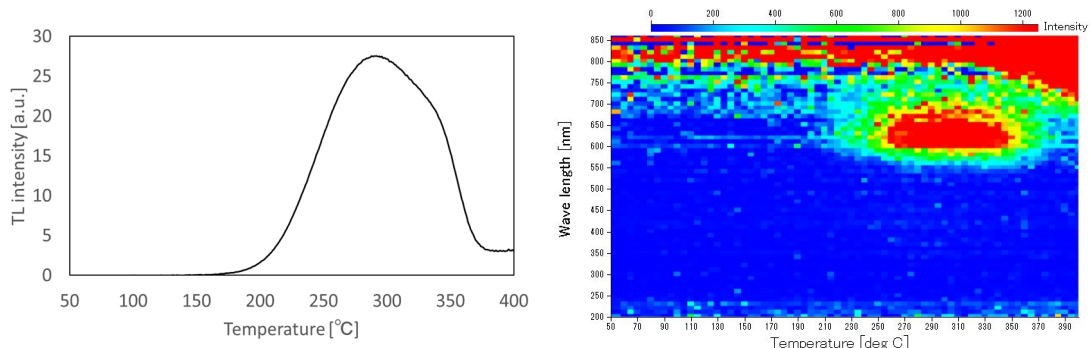 TL intensity [a.u.]
30
25
20
15
10
5
0
50 100 150 200 250 300 350 400
Temperature [℃]
0 200 400 600 800 1000 1200
Intensity
Wave length [nm]
850
800
750
700
650
600
550
500
450
400
350
300
250
200
50 70 90 110 130 150 170 190 210 230 250 270 290 310 330 350 370 390
Temperature [deg C]